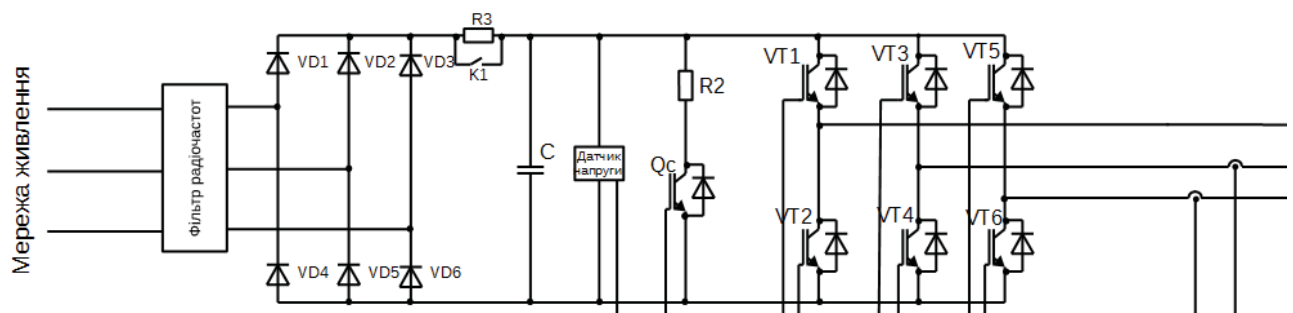 Мережа живлення
Фільтр радіочастот
VD1
VD2
VD3
R3
K1
VD4
VD5
VD6
C
Датчик
напруги
R2
Qc
VT1
VT3
VT5
VT2
VT4
VT6